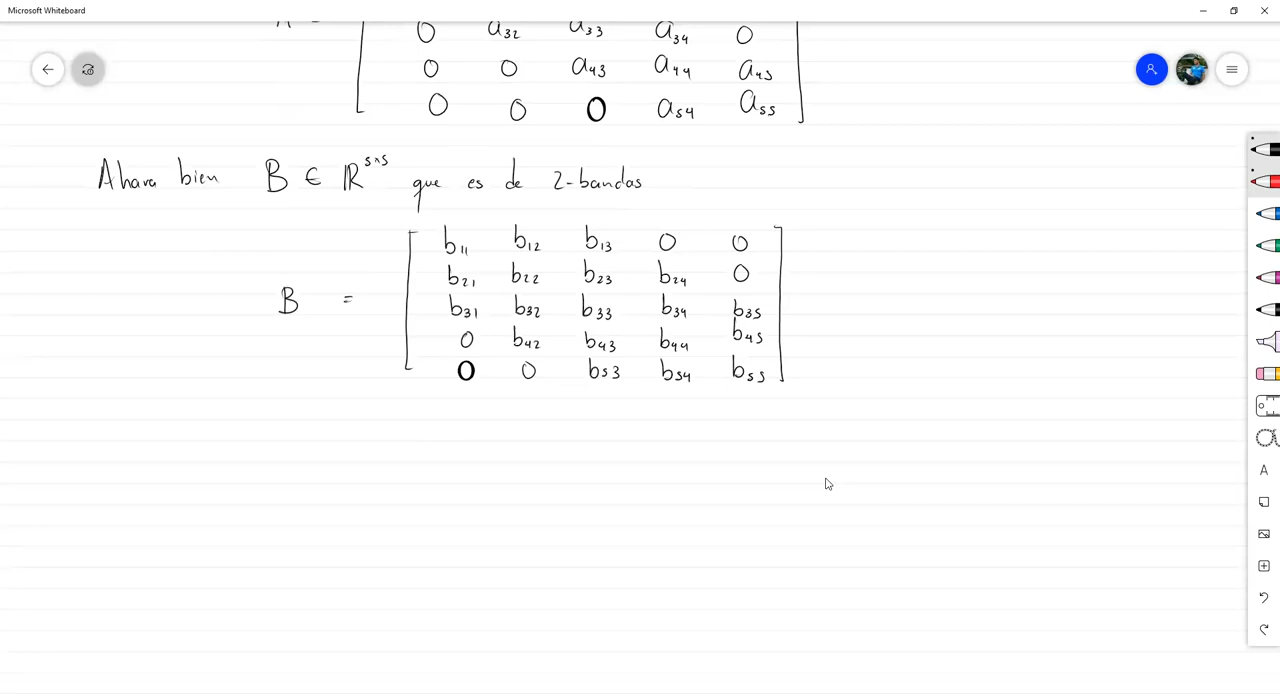 Microsoft Whiteboard
A =
0 a32 a33 a34 0
0 0 a43 a44 a45
0 0 0 a54 a55
Ahora bien B ∈ ℝ^5×5 que es de 2-bandas
b11 b12 b13 0 0
b21 b22 b23 b24 0
B = b31 b32 b33 b34 b35
0 b42 b43 b44 b45
0 0 b53 b54 b55
A